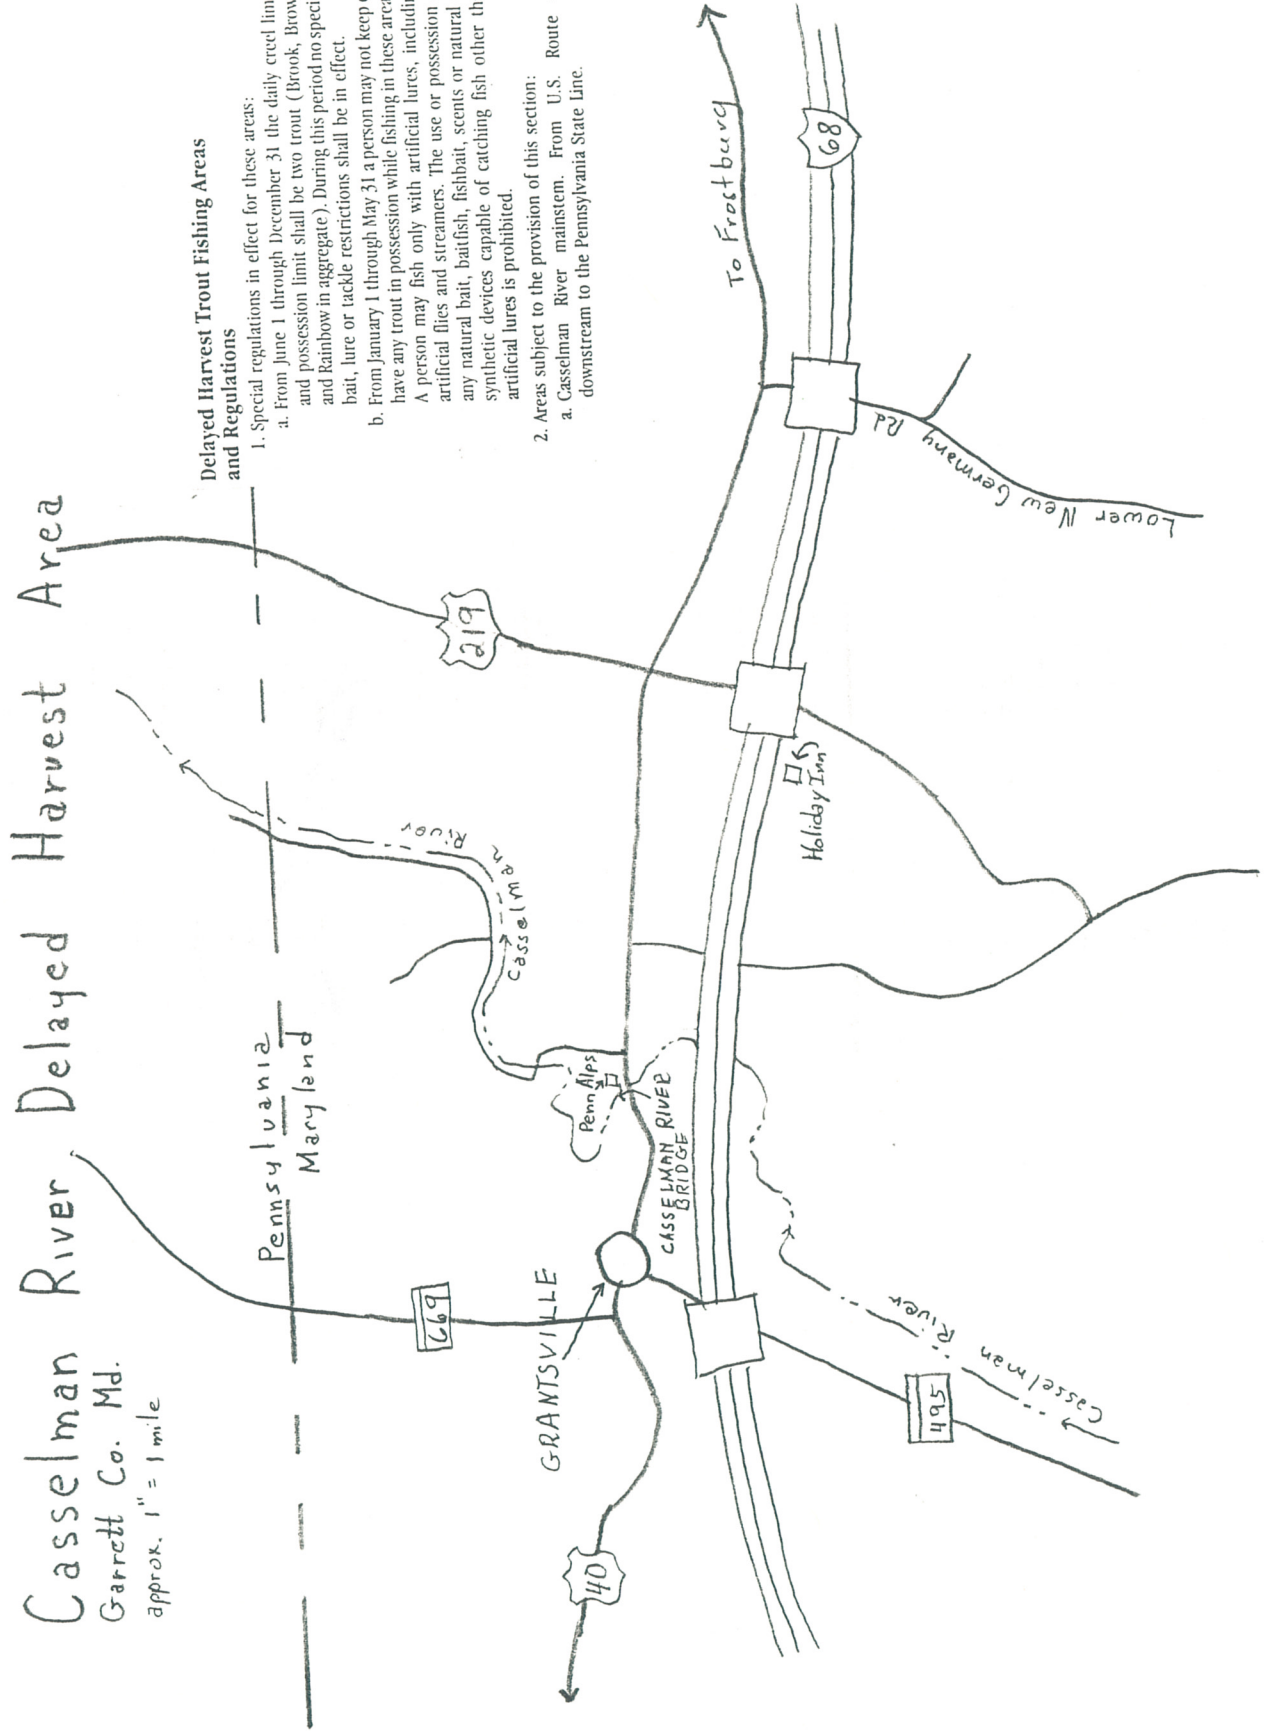 Casselman River Delayed Harvest Area
Garrett Co. Md.
approx. 1" = 1 mile
Delayed Harvest Trout Fishing Areas
and Regulations
1. Special regulations in effect for these areas:
a. From June 1 through December 31 the daily creel lim
and possession limit shall be two trout (Brook, Brow
and Rainbow in aggregate). During this period no speci
bait, lure or tackle restrictions shall be in effect.
b. From January 1 through May 31 a person may not keep
have any trout in possession while fishing in these area
A person may fish only with artificial lures, includi
artificial flies and streamers. The use or possession
any natural bait, baitfish, fishbait, scents or natural
synthetic devices capable of catching fish other th
artificial lures is prohibited.
2. Areas subject to the provision of this section:
a. Casselman River mainstem. From U.S. Route
downstream to the Pennsylvania State Line.
Pennsylvania
Maryland
669
219
Casselman River
To Frostburg
68
GRANTSVILLE
Penn Alps
CASSELMAN RIVER
BRIDGE
40
Holiday Inn
Lower New Germany Rd
495
Casselman River